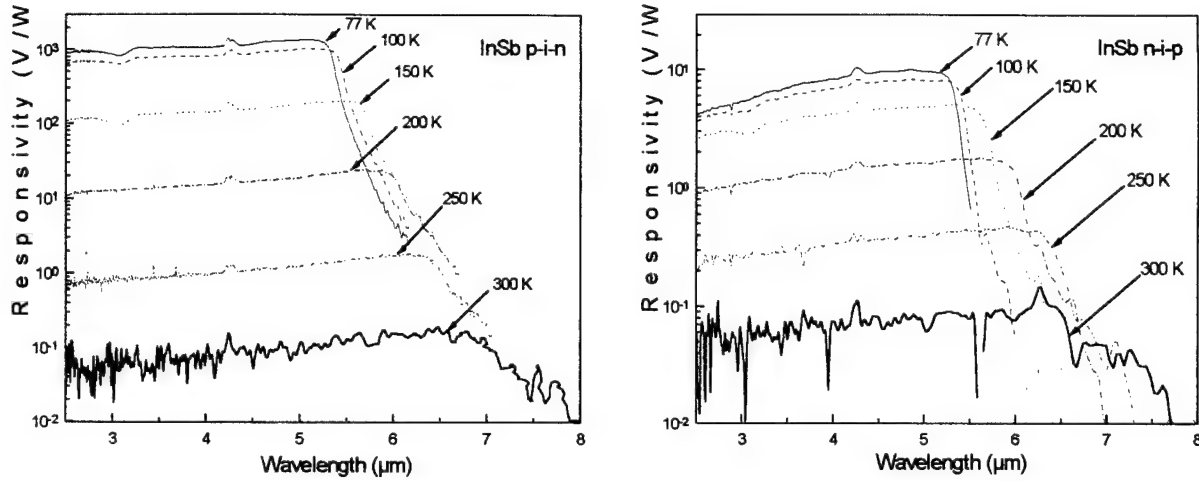 Responsivity (V/W)
10³
10²
10¹
10⁰
10⁻¹
10⁻²
InSb p-i-n
77 K
100 K
150 K
200 K
250 K
300 K
3 4 5 6 7 8
Wavelength (μm)
Responsivity (V/W)
10¹
10⁰
10⁻¹
10⁻²
InSb n-i-p
77 K
100 K
150 K
200 K
250 K
300 K
3 4 5 6 7 8
Wavelength (μm)